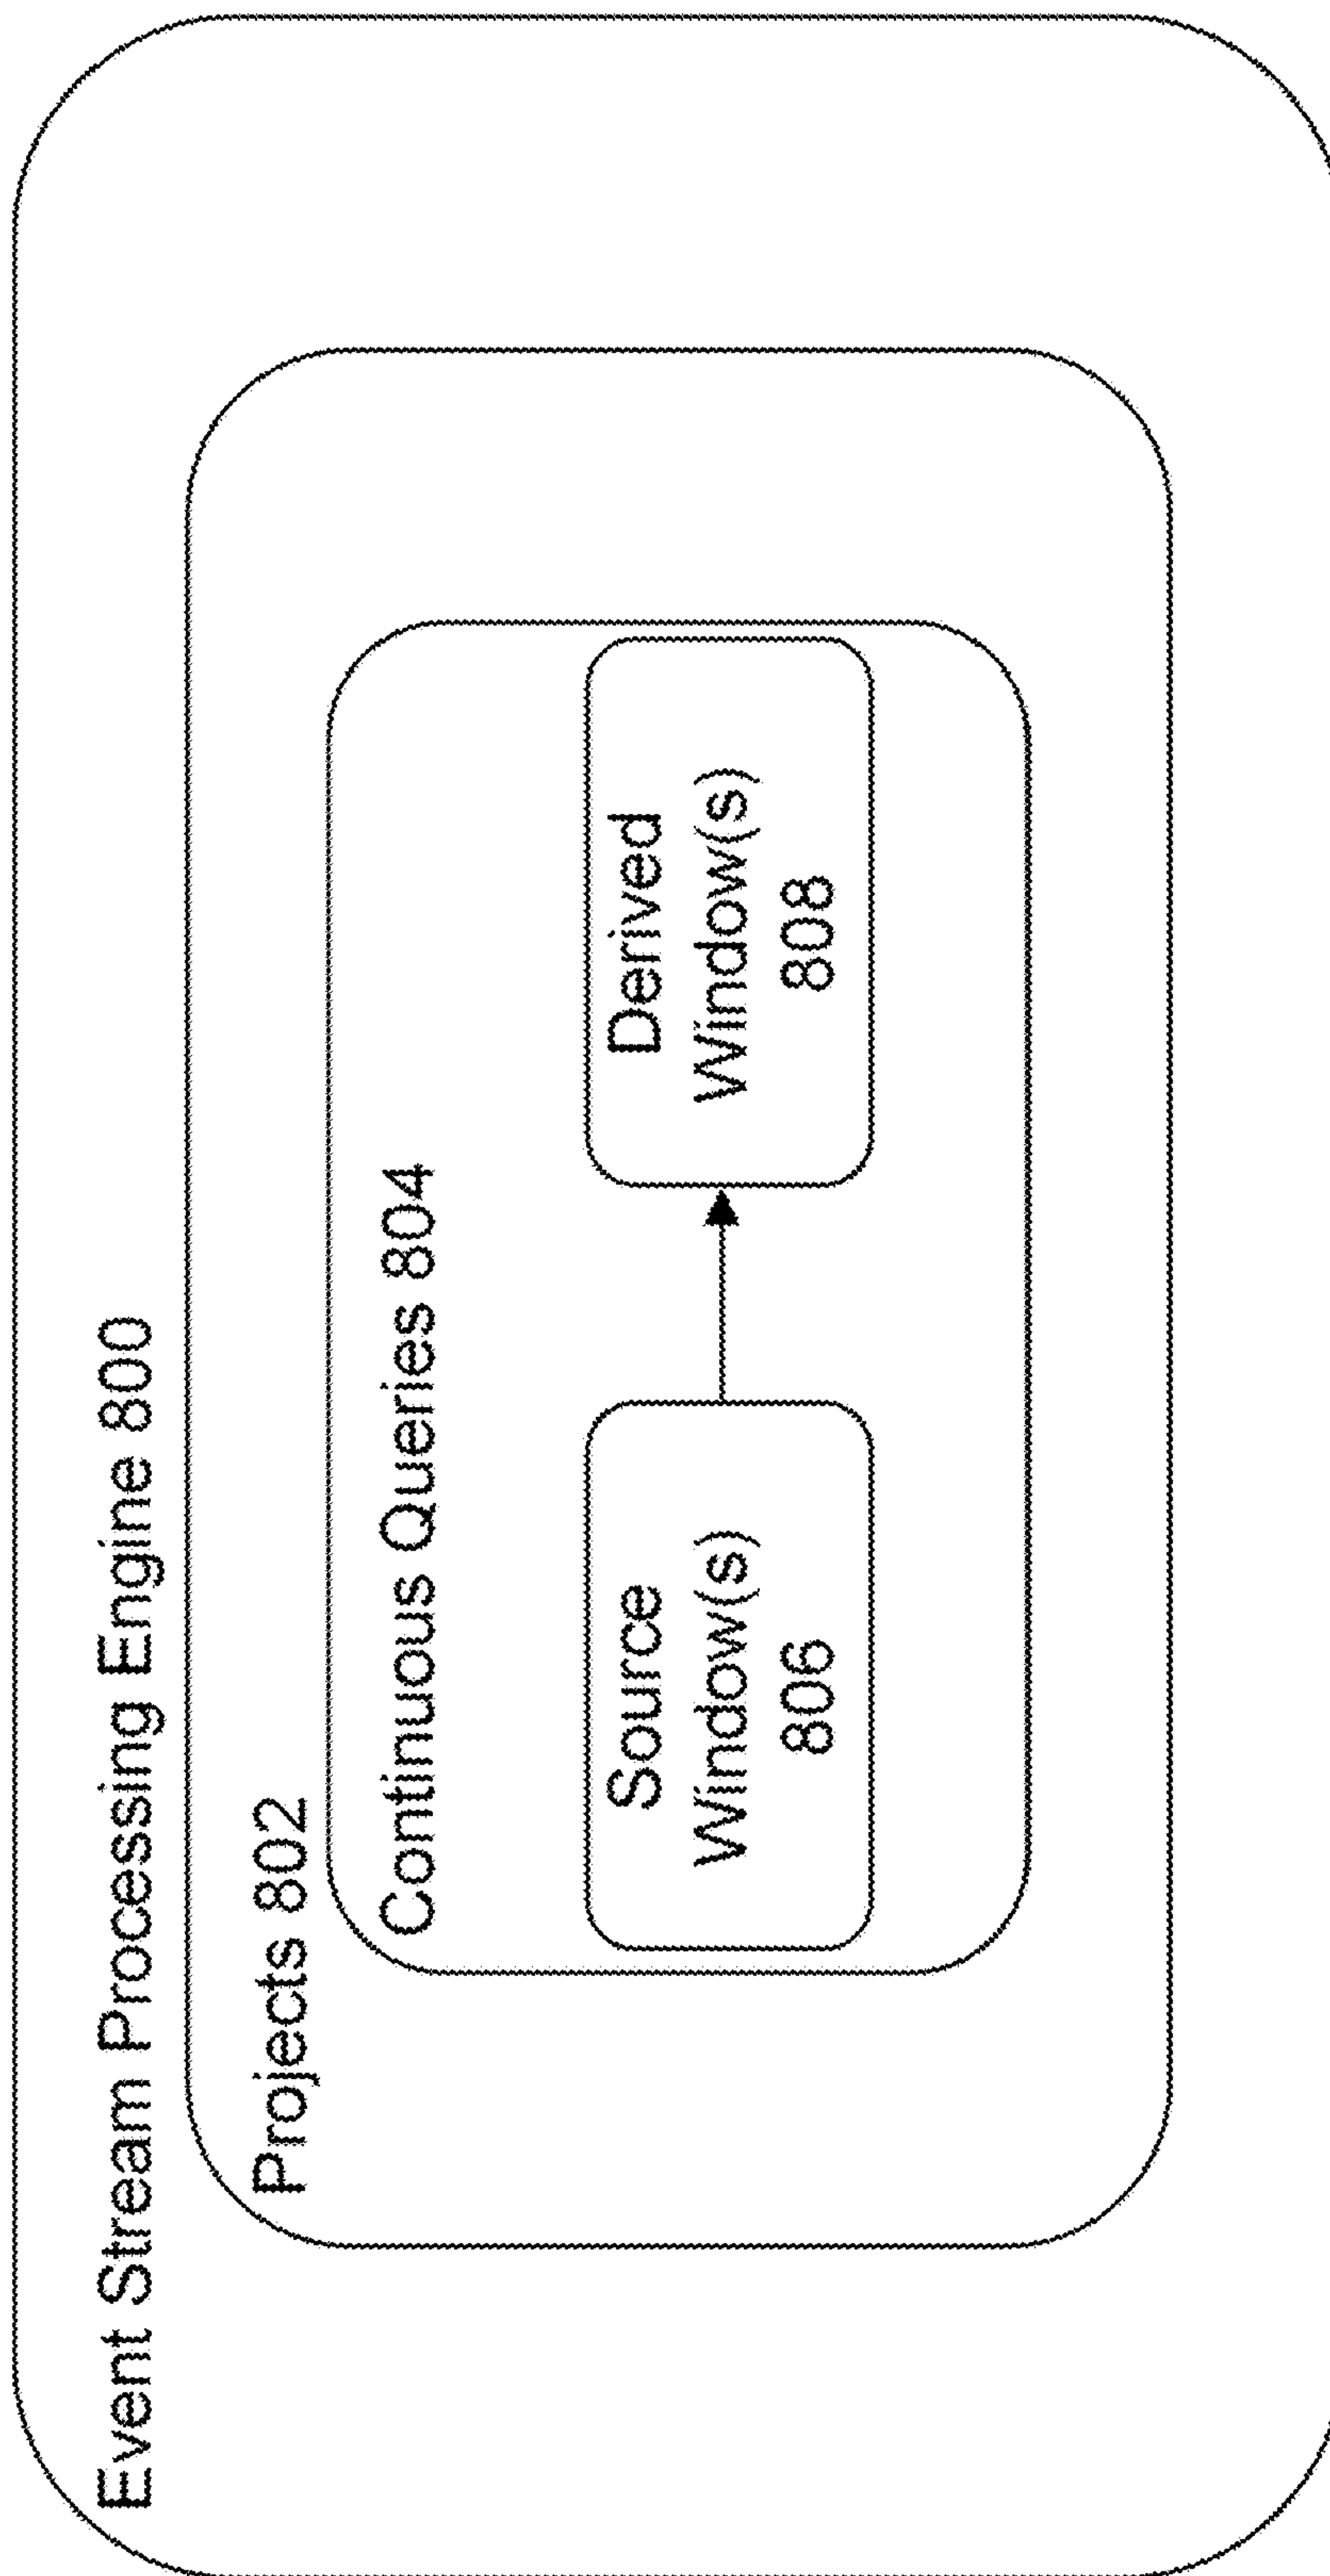 Event Stream Processing Engine 800
Projects 802
Continuous Queries 804
Source
Window(s)
806
Derived
Window(s)
808